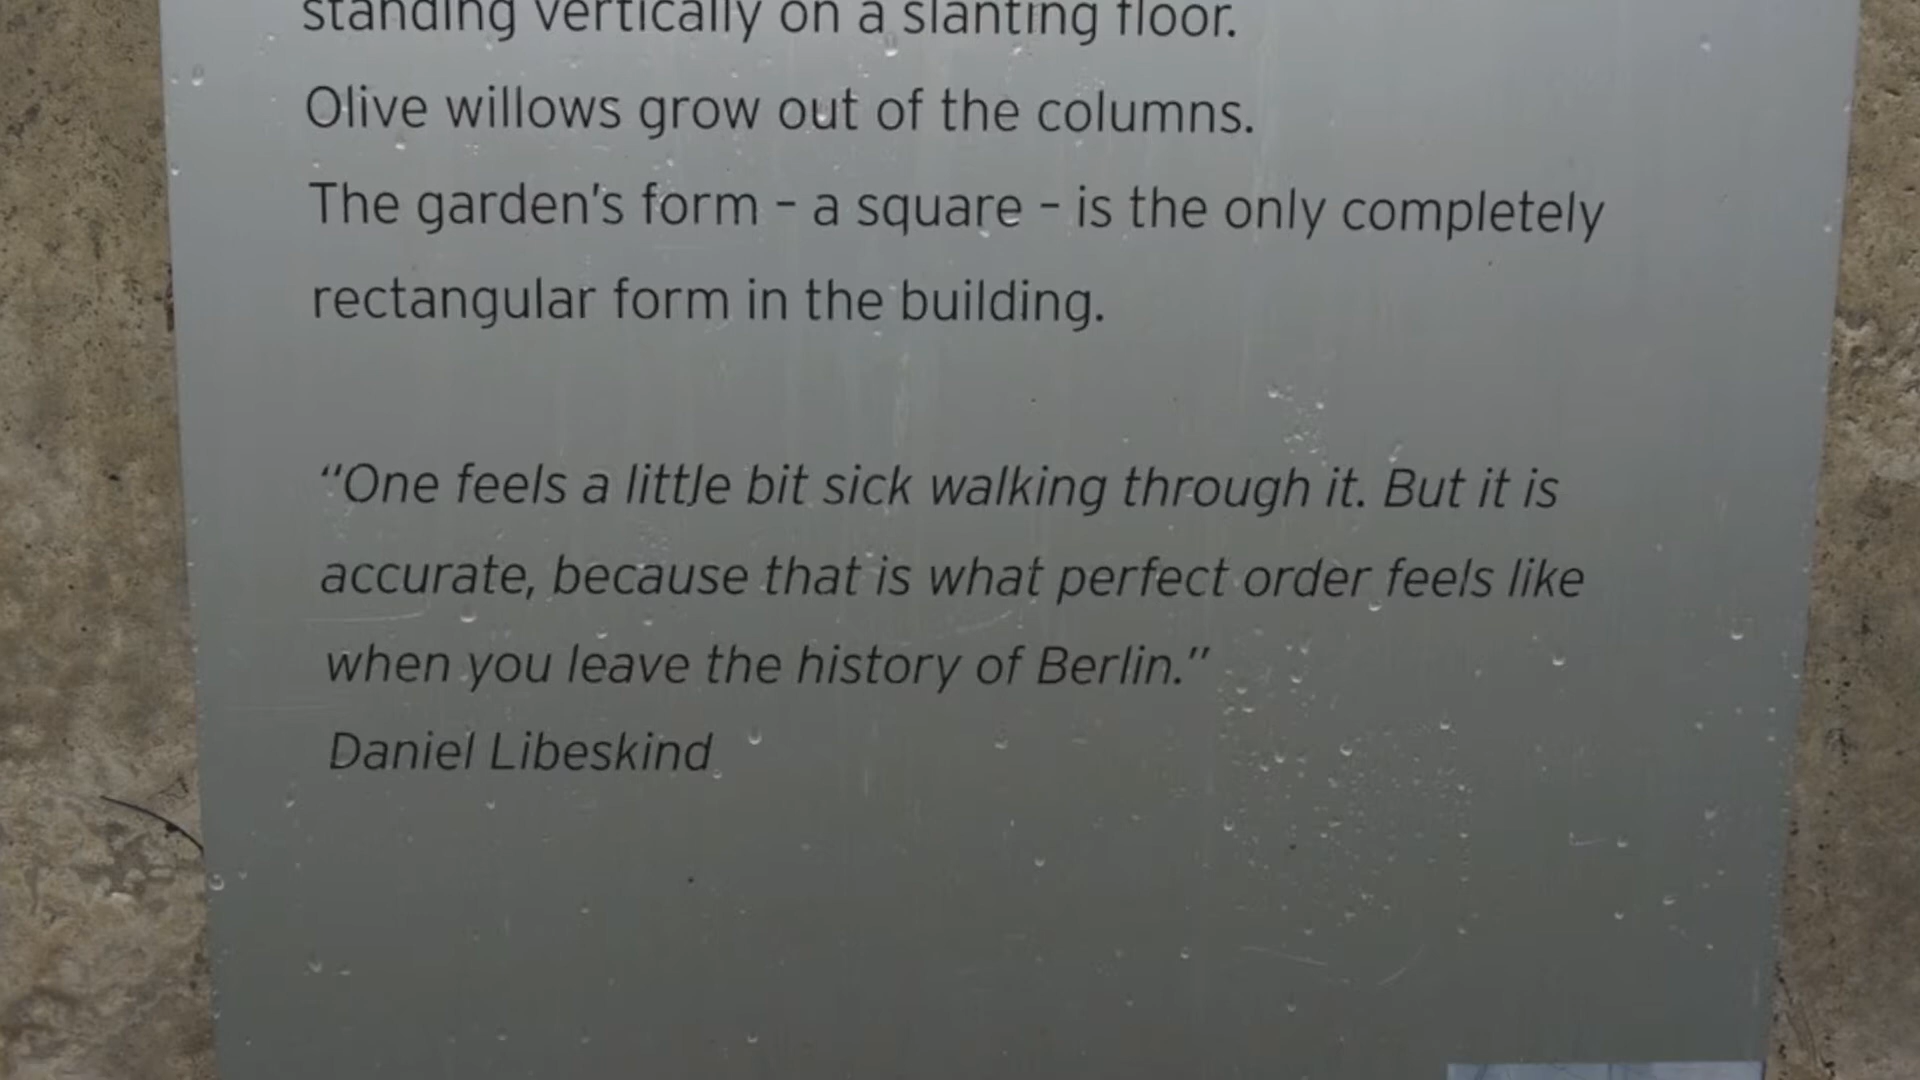 standing vertically on a slanting floor.
Olive willows grow out of the columns.
The garden's form – a square – is the only completely
rectangular form in the building.
“One feels a little bit sick walking through it. But it is
accurate, because that is what perfect order feels like
when you leave the history of Berlin.”
Daniel Libeskind